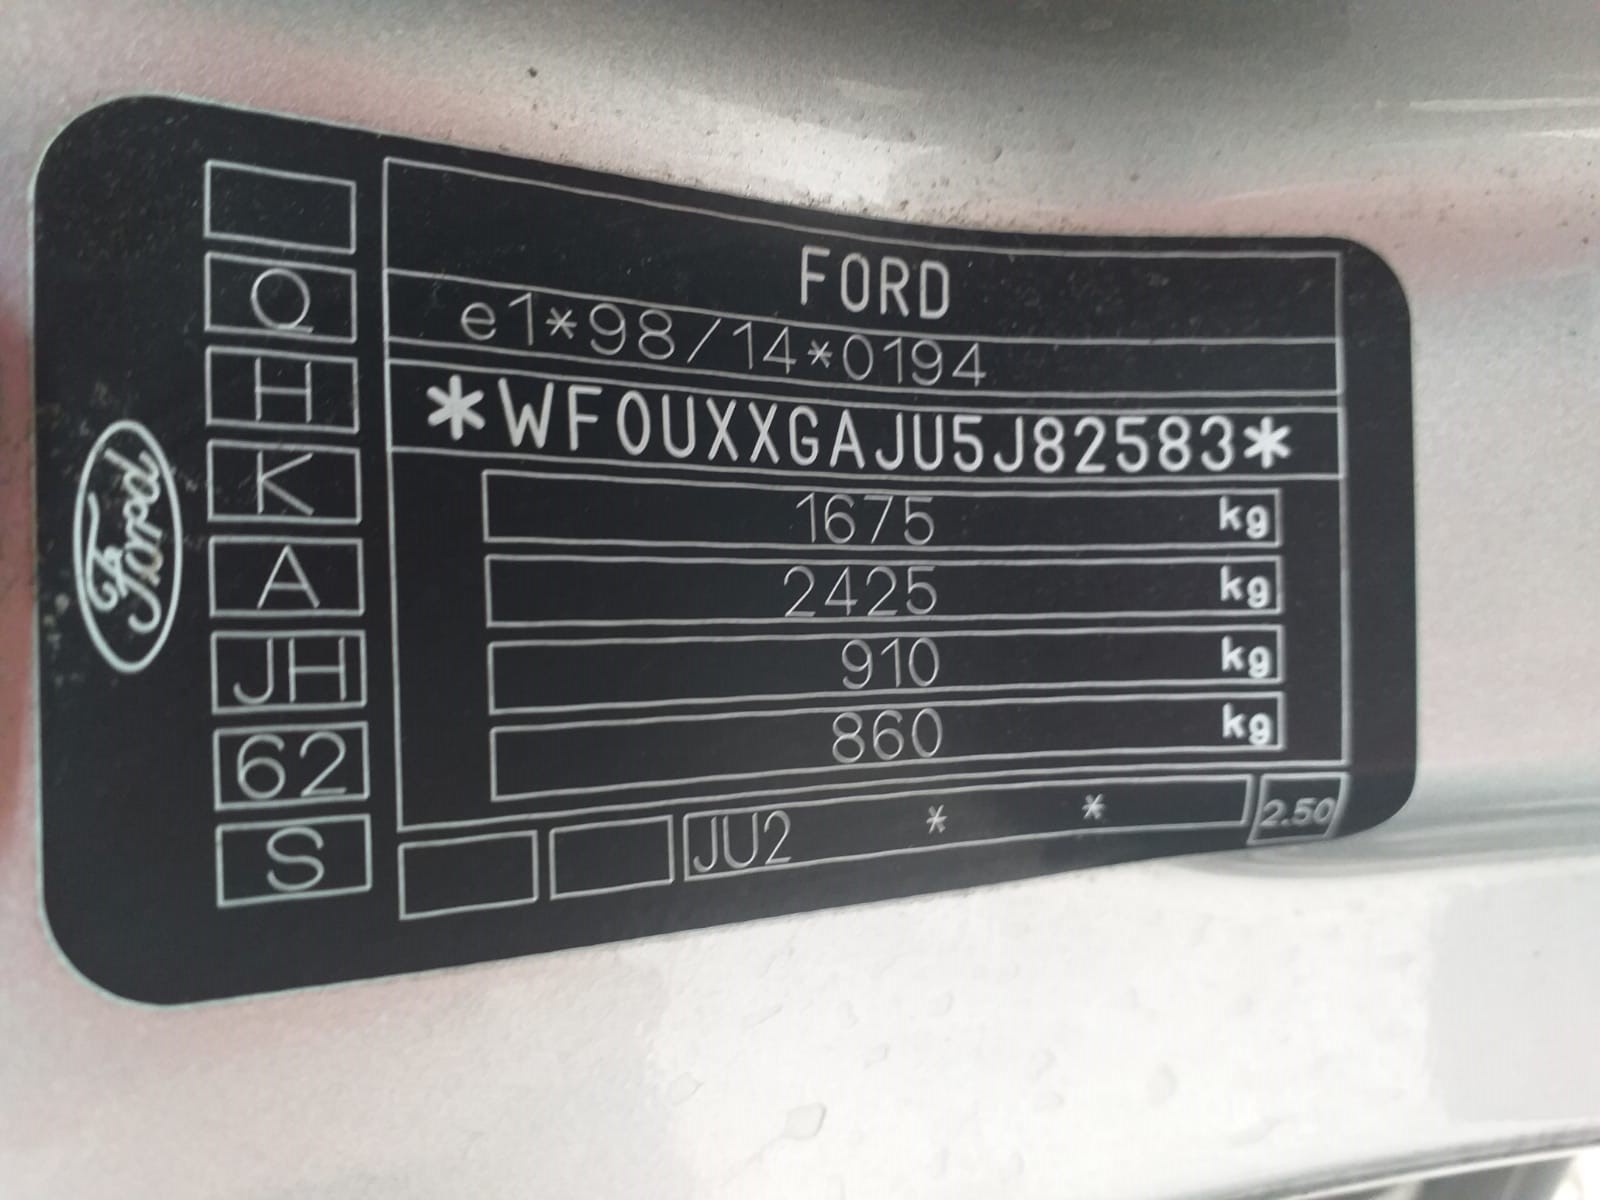 FORD
e1*98/14*0194
*WF0UXXGAJU5J82583*
1675 kg
2425 kg
910 kg
860 kg
JU2 * *
2.50
Q
H
K
A
JH
62
S
Ford